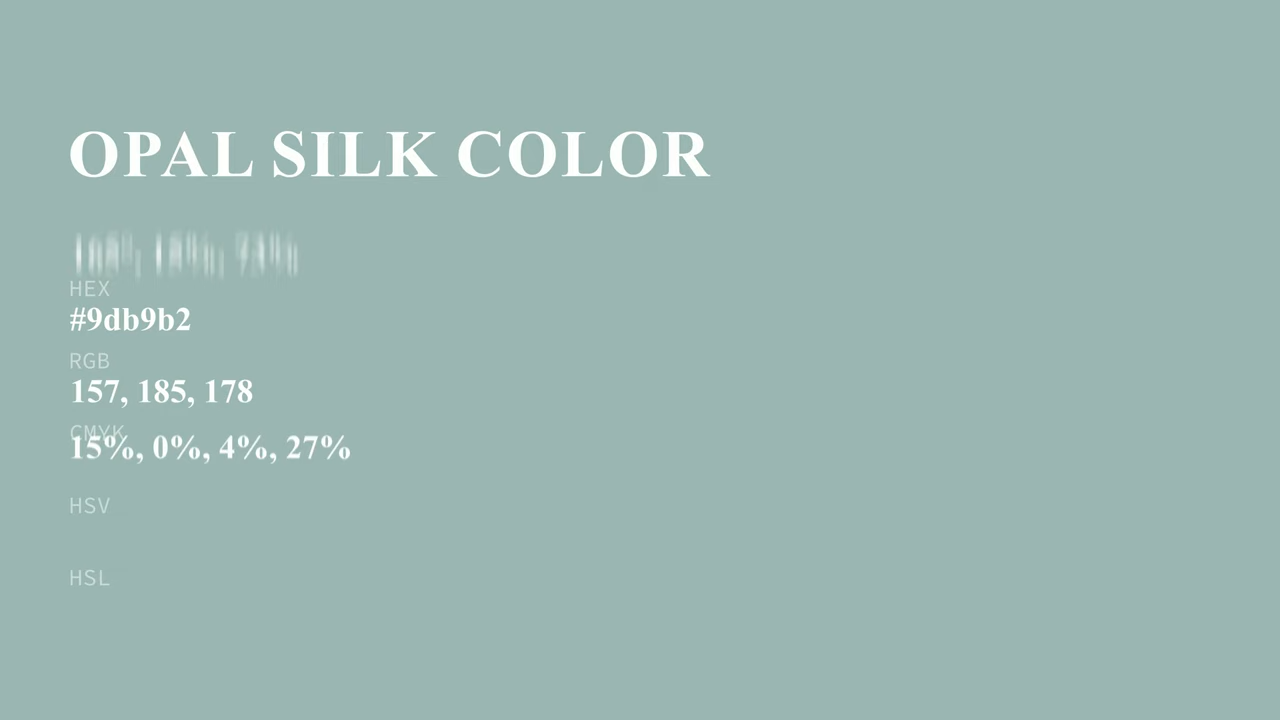 OPAL SILK COLOR
HEX
#9db9b2
RGB
157, 185, 178
CMYK
15%, 0%, 4%, 27%
HSV
HSL